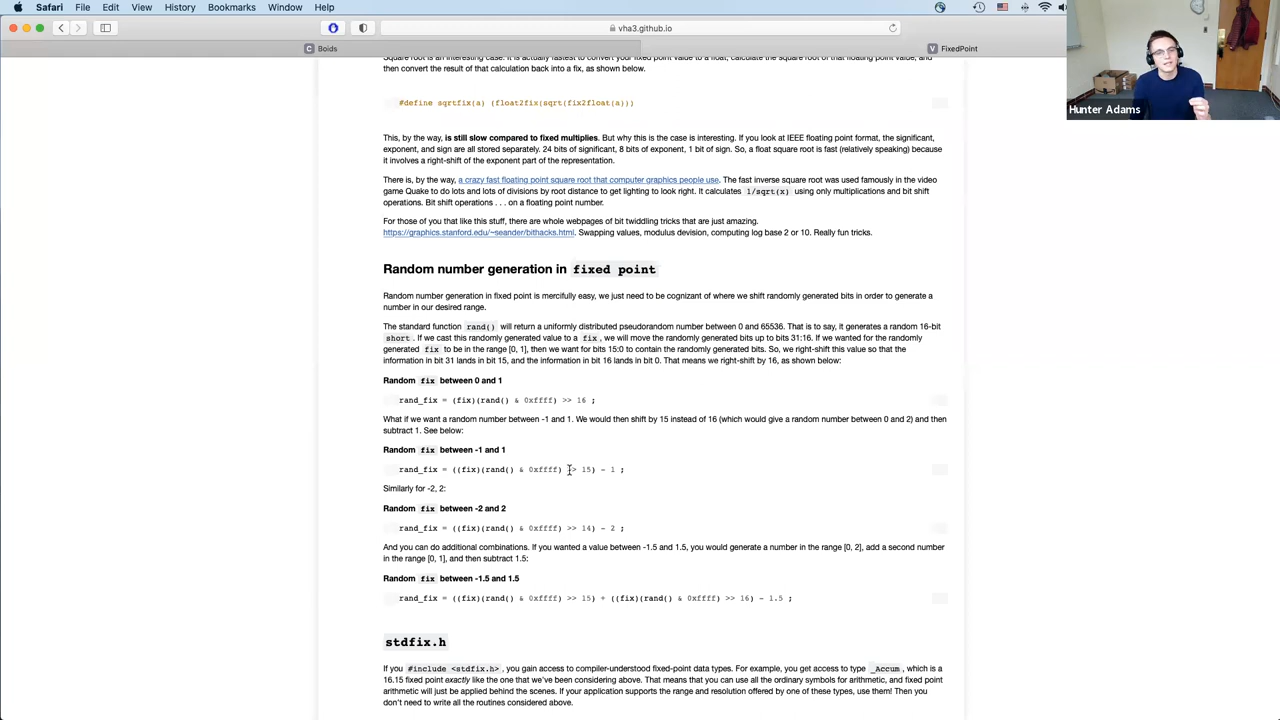 Safari File Edit View History Bookmarks Window Help
vha3.github.io
C Boids
V FixedPoint
Hunter Adams
Square root is an interesting case. It is actually fastest to convert your fixed point value to a float, calculate the square root of that floating point value, and
then convert the result of that calculation back into a fix, as shown below.
#define sqrtfix(a) (float2fix(sqrt(fix2float(a)))
This, by the way, is still slow compared to fixed multiplies. But why this is the case is interesting. If you look at IEEE floating point format, the significant,
exponent, and sign are all stored separately. 24 bits of significant, 8 bits of exponent, 1 bit of sign. So, a float square root is fast (relatively speaking) because
it involves a right-shift of the exponent part of the representation.
There is, by the way, a crazy fast floating point square root that computer graphics people use. The fast inverse square root was used famously in the video
game Quake to do lots and lots of divisions by root distance to get lighting to look right. It calculates 1/sqrt(x) using only multiplications and bit shift
operations. Bit shift operations . . . on a floating point number.
For those of you that like this stuff, there are whole webpages of bit twiddling tricks that are just amazing.
https://graphics.stanford.edu/~seander/bithacks.html. Swapping values, modulus devision, computing log base 2 or 10. Really fun tricks.
Random number generation in fixed point
Random number generation in fixed point is mercifully easy, we just need to be cognizant of where we shift randomly generated bits in order to generate a
number in our desired range.
The standard function rand() will return a uniformly distributed pseudorandom number between 0 and 65536. That is to say, it generates a random 16-bit
short. If we cast this randomly generated value to a fix, we will move the randomly generated bits up to bits 31:16. If we wanted for the randomly
generated fix to be in the range [0, 1], then we want for bits 15:0 to contain the randomly generated bits. So, we right-shift this value so that the
information in bit 31 lands in bit 15, and the information in bit 16 lands in bit 0. That means we right-shift by 16, as shown below:
Random fix between 0 and 1
rand_fix = (fix)(rand() & 0xffff) >> 16 ;
What if we want a random number between -1 and 1. We would then shift by 15 instead of 16 (which would give a random number between 0 and 2) and then
subtract 1. See below:
Random fix between -1 and 1
rand_fix = ((fix)(rand() & 0xffff) >> 15) - 1 ;
Similarly for -2, 2:
Random fix between -2 and 2
rand_fix = ((fix)(rand() & 0xffff) >> 14) - 2 ;
And you can do additional combinations. If you wanted a value between -1.5 and 1.5, you would generate a number in the range [0, 2], add a second number
in the range [0, 1], and then subtract 1.5:
Random fix between -1.5 and 1.5
rand_fix = ((fix)(rand() & 0xffff) >> 15) + ((fix)(rand() & 0xffff) >> 16) - 1.5 ;
stdfix.h
If you #include <stdfix.h>, you gain access to compiler-understood fixed-point data types. For example, you get access to type _Accum, which is a
16.15 fixed point exactly like the one that we've been considering above. That means that you can use all the ordinary symbols for arithmetic, and fixed point
arithmetic will just be applied behind the scenes. If your application supports the range and resolution offered by one of these types, use them! Then you
don't need to write all the routines considered above.